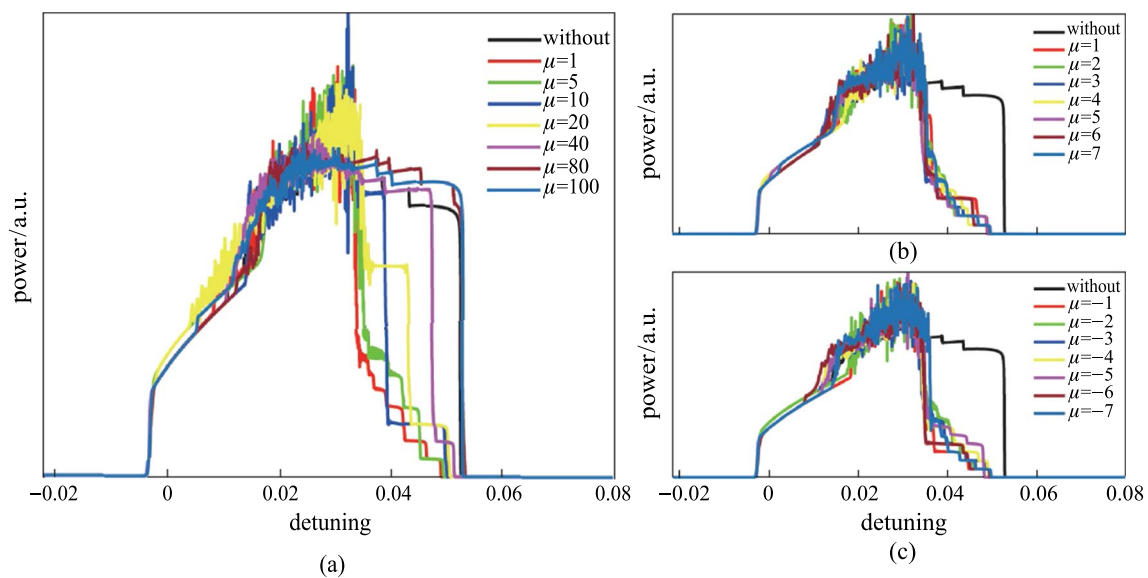 without
μ=1
μ=5
μ=10
μ=20
μ=40
μ=80
μ=100
power/a.u.
−0.02 0 0.02 0.04 0.06 0.08
detuning
(a)
without
μ=1
μ=2
μ=3
μ=4
μ=5
μ=6
μ=7
power/a.u.
(b)
without
μ=−1
μ=−2
μ=−3
μ=−4
μ=−5
μ=−6
μ=−7
power/a.u.
−0.02 0 0.02 0.04 0.06 0.08
detuning
(c)